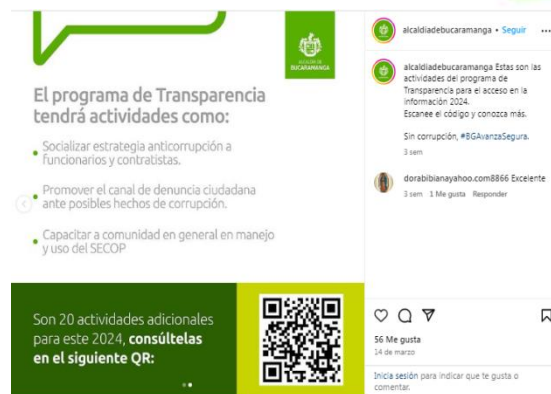 ALCALDÍA DE
BUCARAMANGA
El programa de Transparencia
tendrá actividades como:
Socializar estrategia anticorrupción a
funcionarios y contratistas.
Promover el canal de denuncia ciudadana
ante posibles hechos de corrupción.
Capacitar a comunidad en general en manejo
y uso del SECOP
Son 20 actividades adicionales
para este 2024, consúltelas
en el siguiente QR:
alcaldiadebucaramanga • Seguir ...
alcaldiadebucaramanga Estas son las
actividades del programa de
Transparencia para el acceso en la
información 2024.
Escanee el código y conozca más.
Sin corrupción, #BGAvanzaSegura.
3 sem
dorabibianayahoo.com8866 Excelente
3 sem 1 Me gusta Responder
56 Me gusta
14 de marzo
Inicia sesión para indicar que te gusta o
comentar.